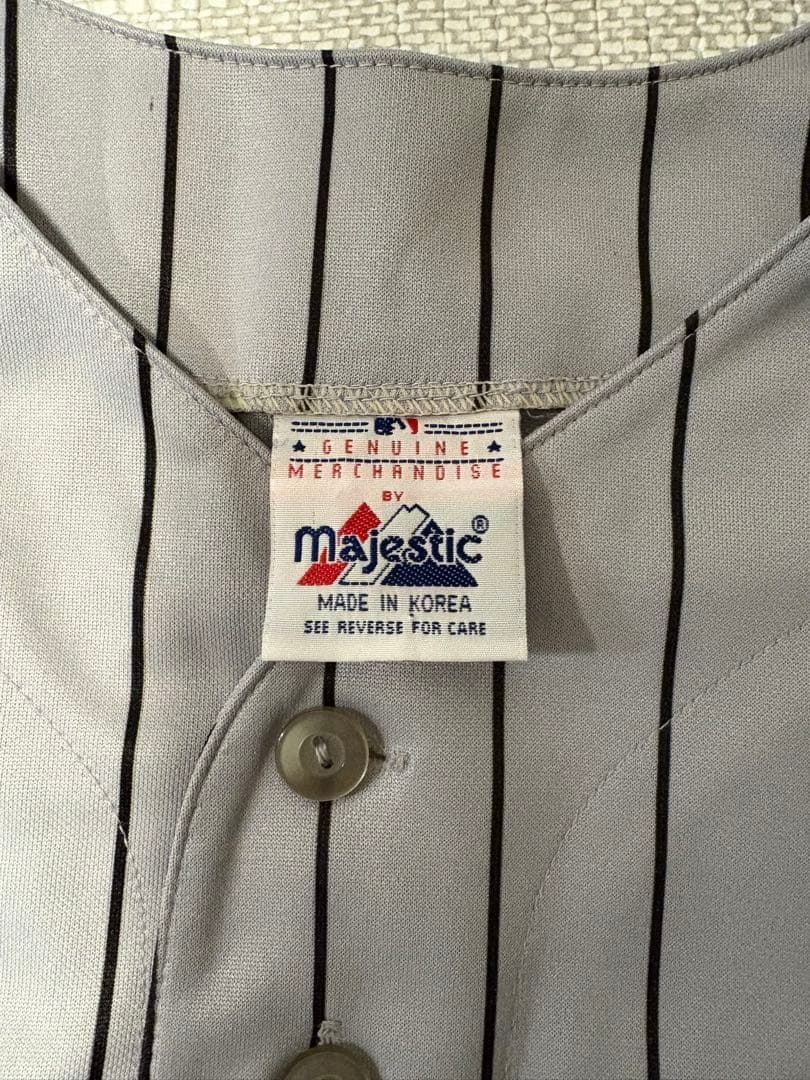 GENUINE
MERCHANDISE
BY
Majestic®
MADE IN KOREA
SEE REVERSE FOR CARE